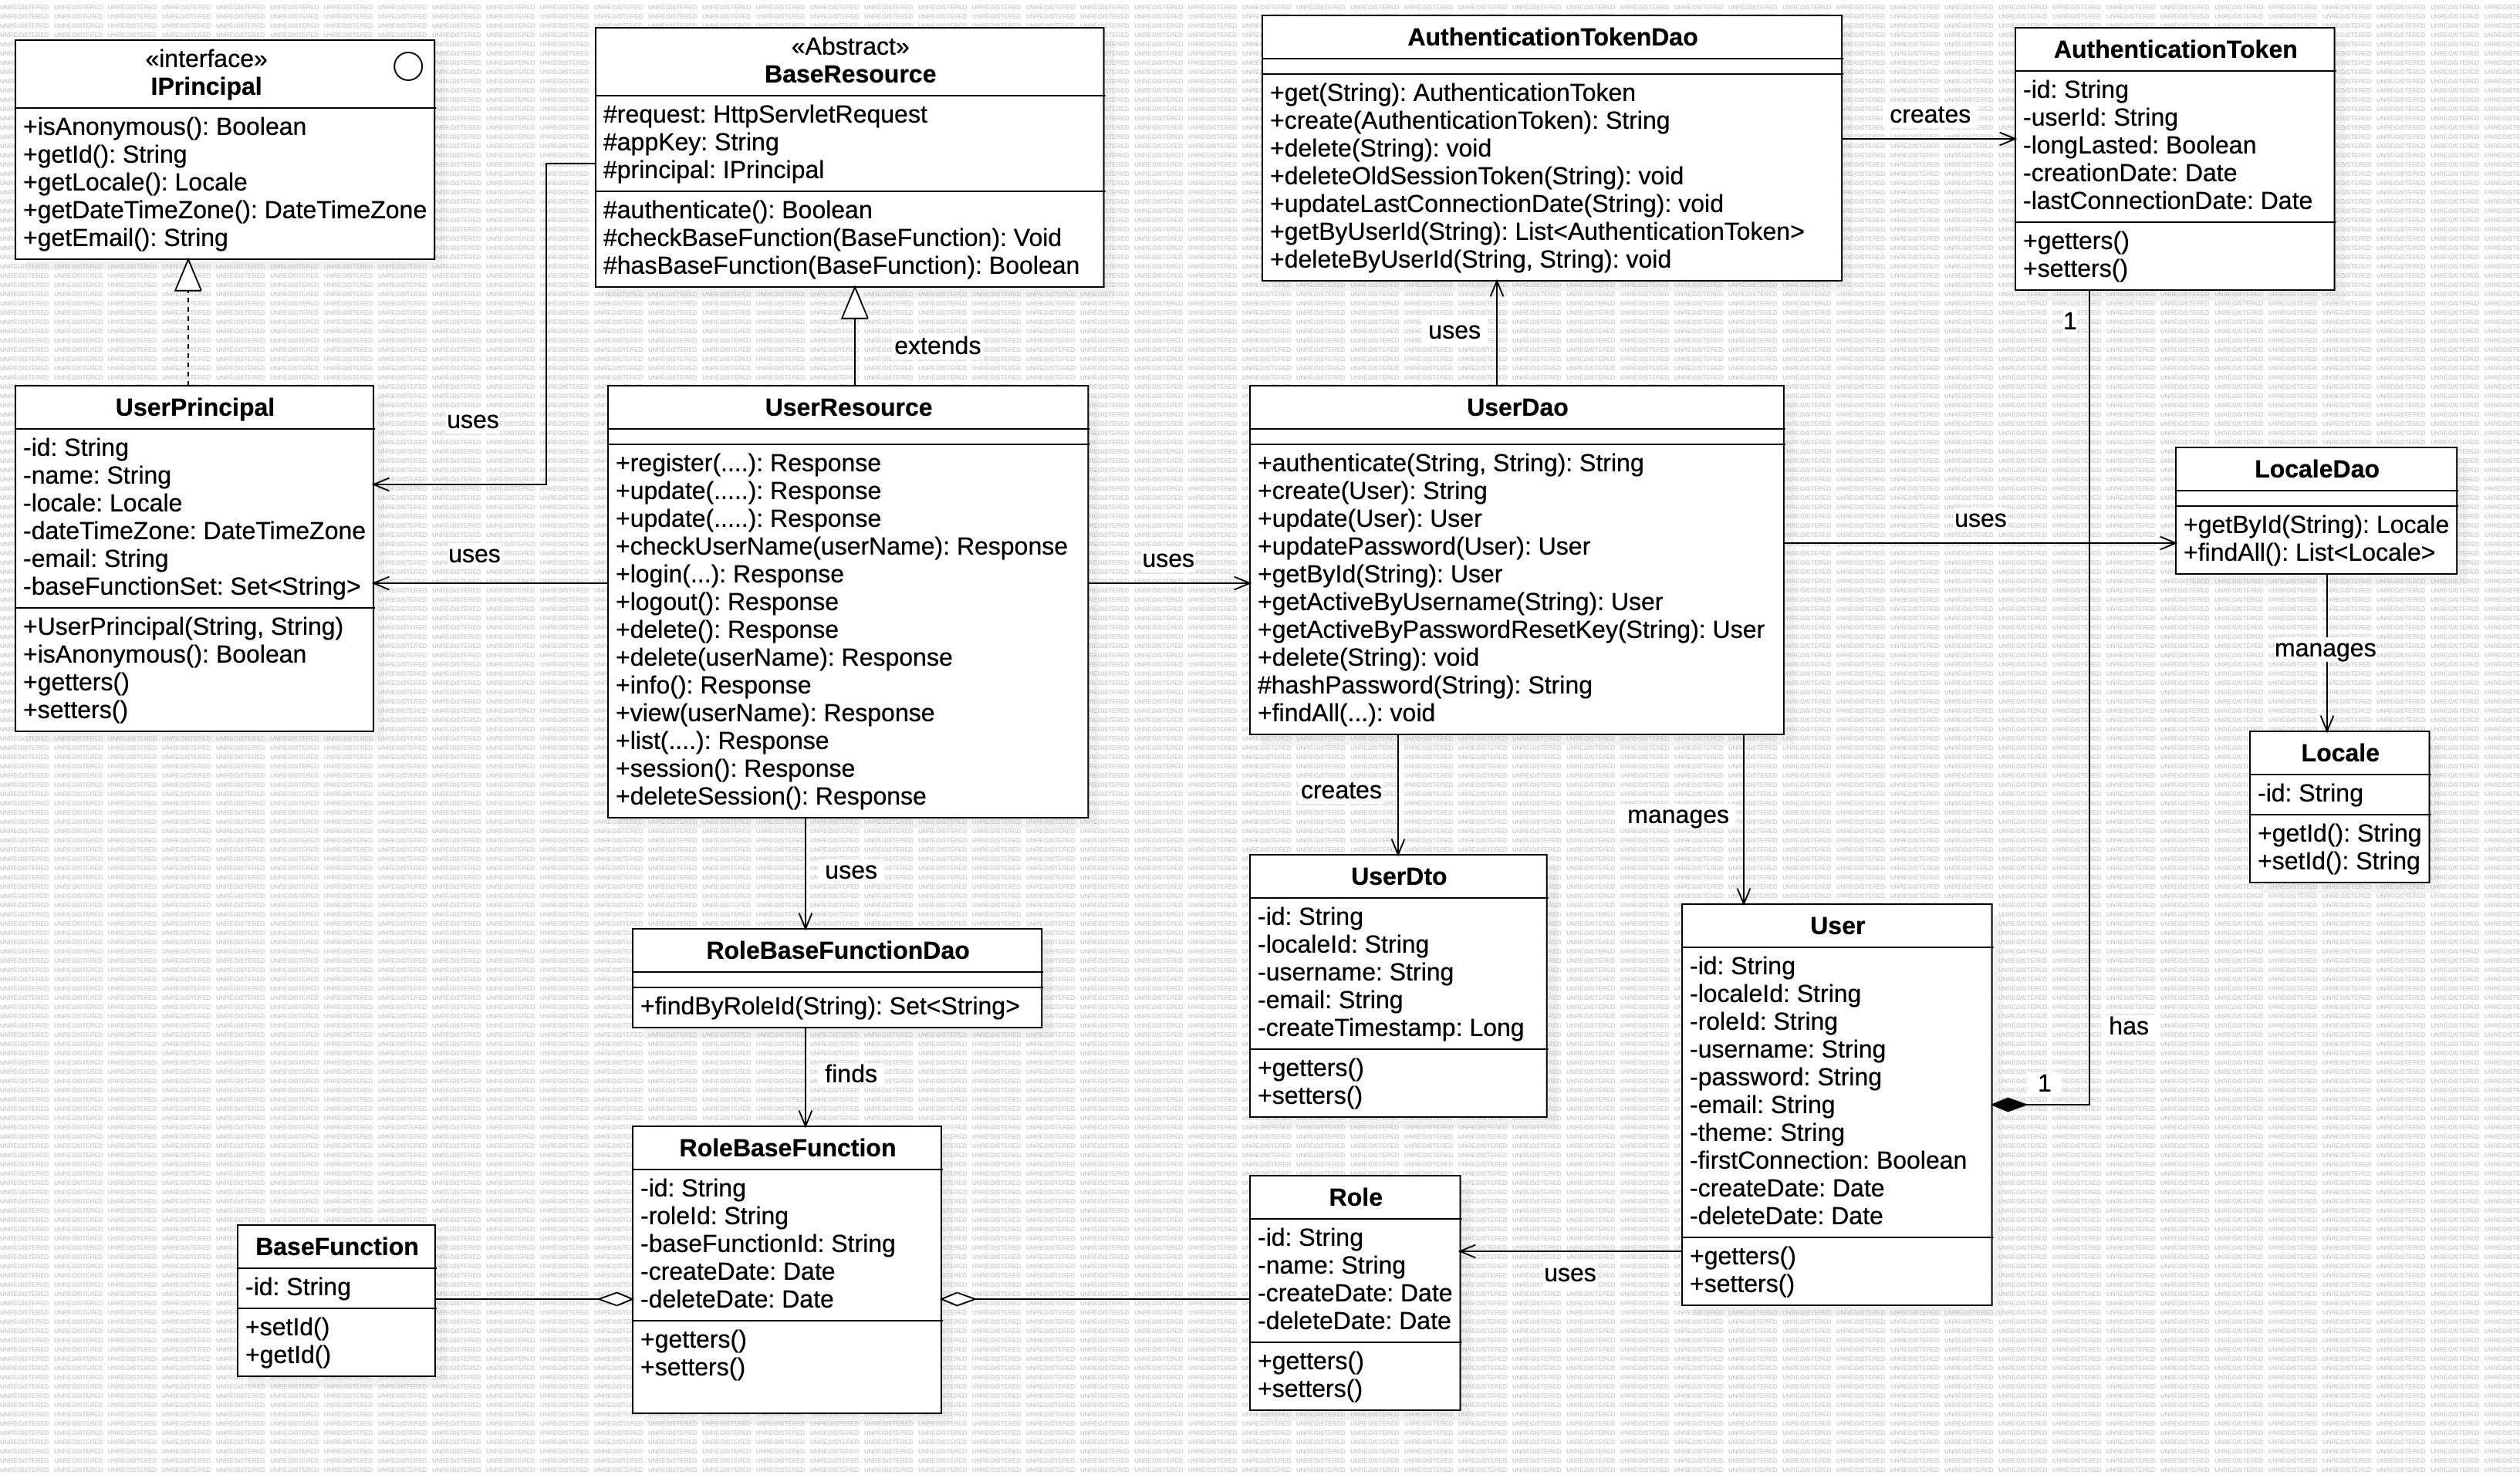 «interface»
IPrincipal
+isAnonymous(): Boolean
+getId(): String
+getLocale(): Locale
+getDateTimeZone(): DateTimeZone
+getEmail(): String
«Abstract»
BaseResource
#request: HttpServletRequest
#appKey: String
#principal: IPrincipal
#authenticate(): Boolean
#checkBaseFunction(BaseFunction): Void
#hasBaseFunction(BaseFunction): Boolean
AuthenticationTokenDao
+get(String): AuthenticationToken
+create(AuthenticationToken): String
+delete(String): void
+deleteOldSessionToken(String): void
+updateLastConnectionDate(String): void
+getByUserId(String): List<AuthenticationToken>
+deleteByUserId(String, String): void
creates
AuthenticationToken
-id: String
-userId: String
-longLasted: Boolean
-creationDate: Date
-lastConnectionDate: Date
+getters()
+setters()
1
extends
uses
uses
UserPrincipal
-id: String
-name: String
-locale: Locale
-dateTimeZone: DateTimeZone
-email: String
-baseFunctionSet: Set<String>
+UserPrincipal(String, String)
+isAnonymous(): Boolean
+getters()
+setters()
uses
UserResource
+register(....): Response
+update(.....): Response
+update(.....): Response
+checkUserName(userName): Response
+login(...): Response
+logout(): Response
+delete(): Response
+delete(userName): Response
+info(): Response
+view(userName): Response
+list(....): Response
+session(): Response
+deleteSession(): Response
uses
UserDao
+authenticate(String, String): String
+create(User): String
+update(User): User
+updatePassword(User): User
+getById(String): User
+getActiveByUsername(String): User
+getActiveByPasswordResetKey(String): User
+delete(String): void
#hashPassword(String): String
+findAll(...): void
uses
LocaleDao
+getById(String): Locale
+findAll(): List<Locale>
manages
Locale
-id: String
+getId(): String
+setId(): String
uses
creates
manages
RoleBaseFunctionDao
+findByRoleId(String): Set<String>
finds
UserDto
-id: String
-localeId: String
-username: String
-email: String
-createTimestamp: Long
+getters()
+setters()
User
-id: String
-localeId: String
-roleId: String
-username: String
-password: String
-email: String
-theme: String
-firstConnection: Boolean
-createDate: Date
-deleteDate: Date
+getters()
+setters()
has
1
BaseFunction
-id: String
+setId()
+getId()
RoleBaseFunction
-id: String
-roleId: String
-baseFunctionId: String
-createDate: Date
-deleteDate: Date
+getters()
+setters()
Role
-id: String
-name: String
-createDate: Date
-deleteDate: Date
+getters()
+setters()
uses
UNREGISTERED